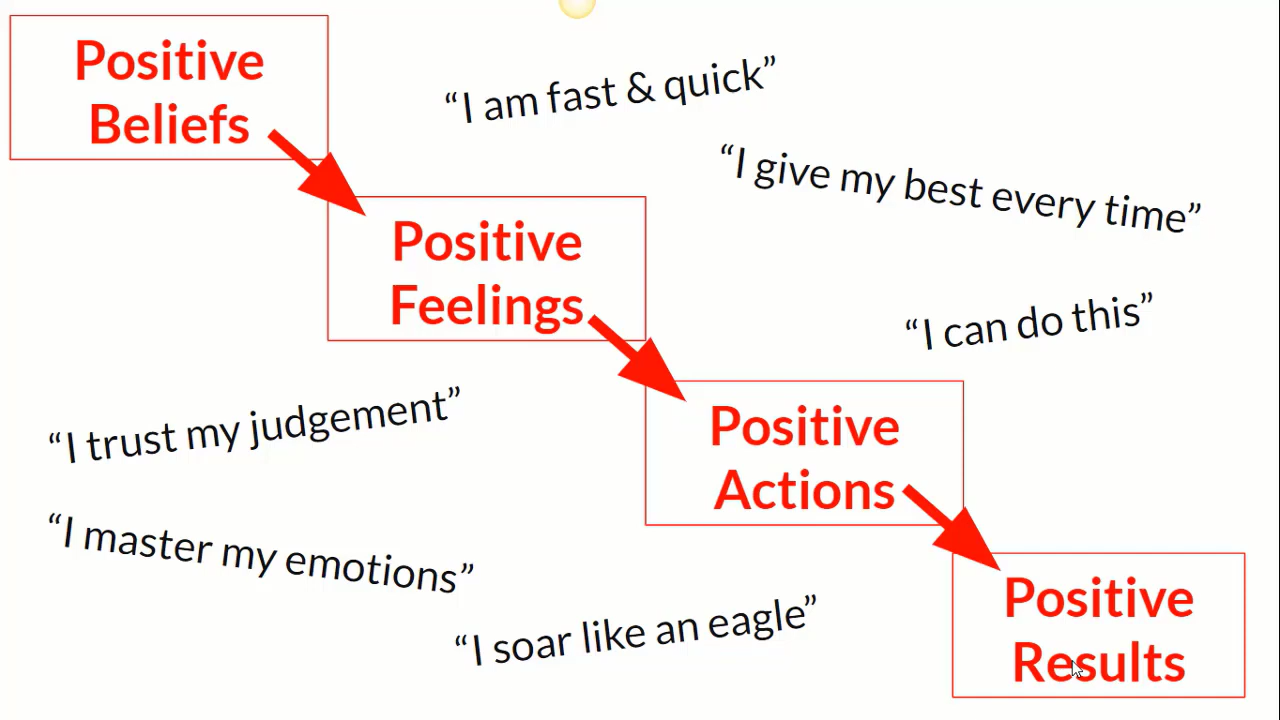 Positive
Beliefs
“I am fast & quick”
“I give my best every time”
Positive
Feelings
“I can do this”
“I trust my judgement”
Positive
Actions
“I master my emotions”
“I soar like an eagle”
Positive
Results